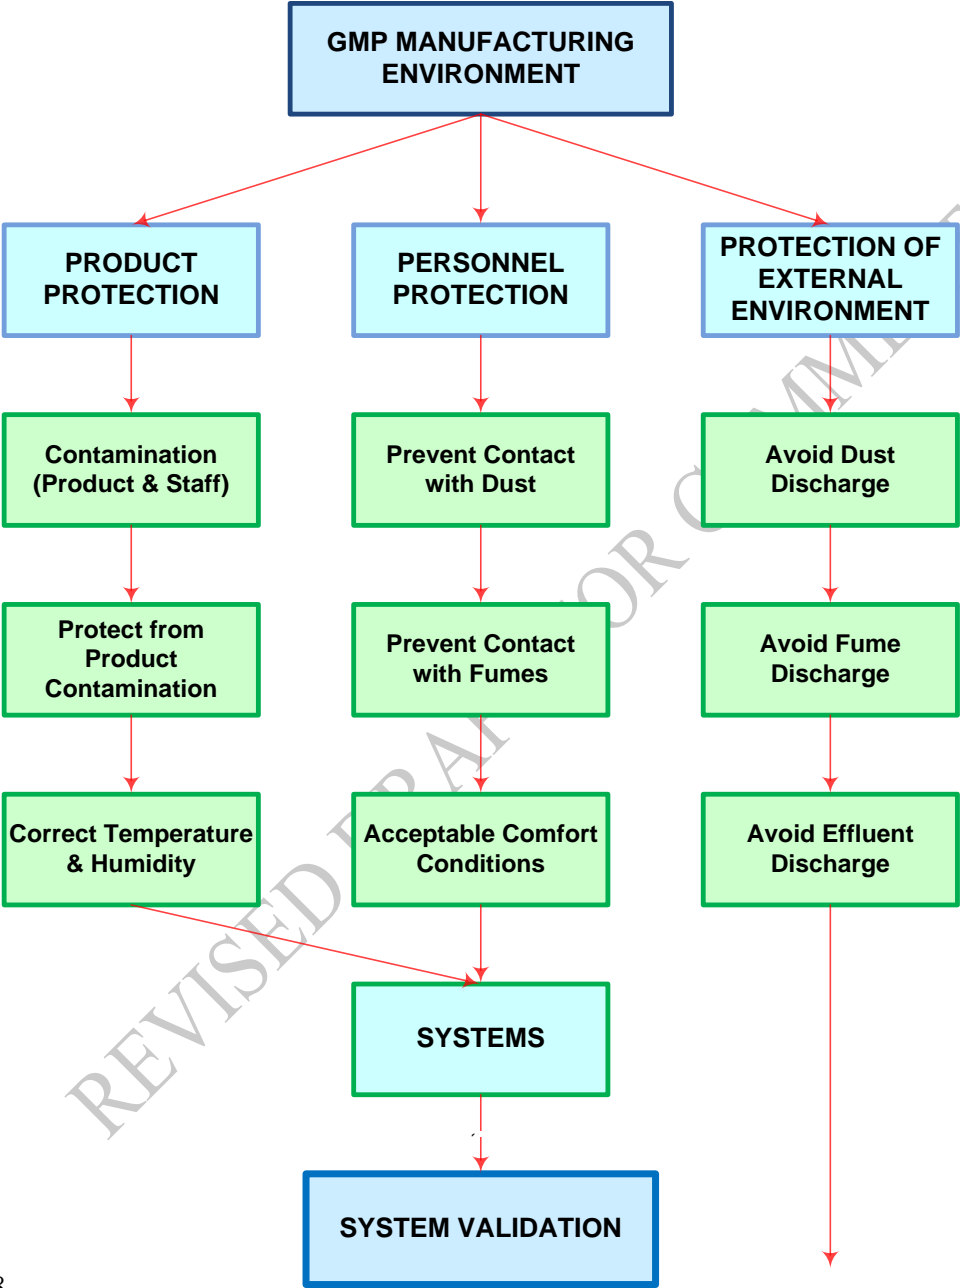 GMP MANUFACTURING
ENVIRONMENT
PRODUCT
PROTECTION
PERSONNEL
PROTECTION
PROTECTION OF
EXTERNAL
ENVIRONMENT
Contamination
(Product & Staff)
Prevent Contact
with Dust
Avoid Dust
Discharge
Protect from
Product
Contamination
Prevent Contact
with Fumes
Avoid Fume
Discharge
Correct Temperature
& Humidity
Acceptable Comfort
Conditions
Avoid Effluent
Discharge
SYSTEMS
SYSTEM VALIDATION
REVISED FOR